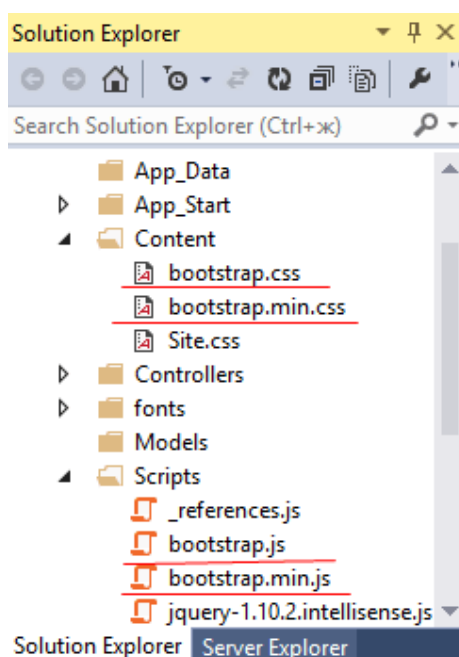 Solution Explorer
Search Solution Explorer (Ctrl+ж)
App_Data
App_Start
Content
bootstrap.css
bootstrap.min.css
Site.css
Controllers
fonts
Models
Scripts
_references.js
bootstrap.js
bootstrap.min.js
jquery-1.10.2.intellisense.js
Solution Explorer Server Explorer